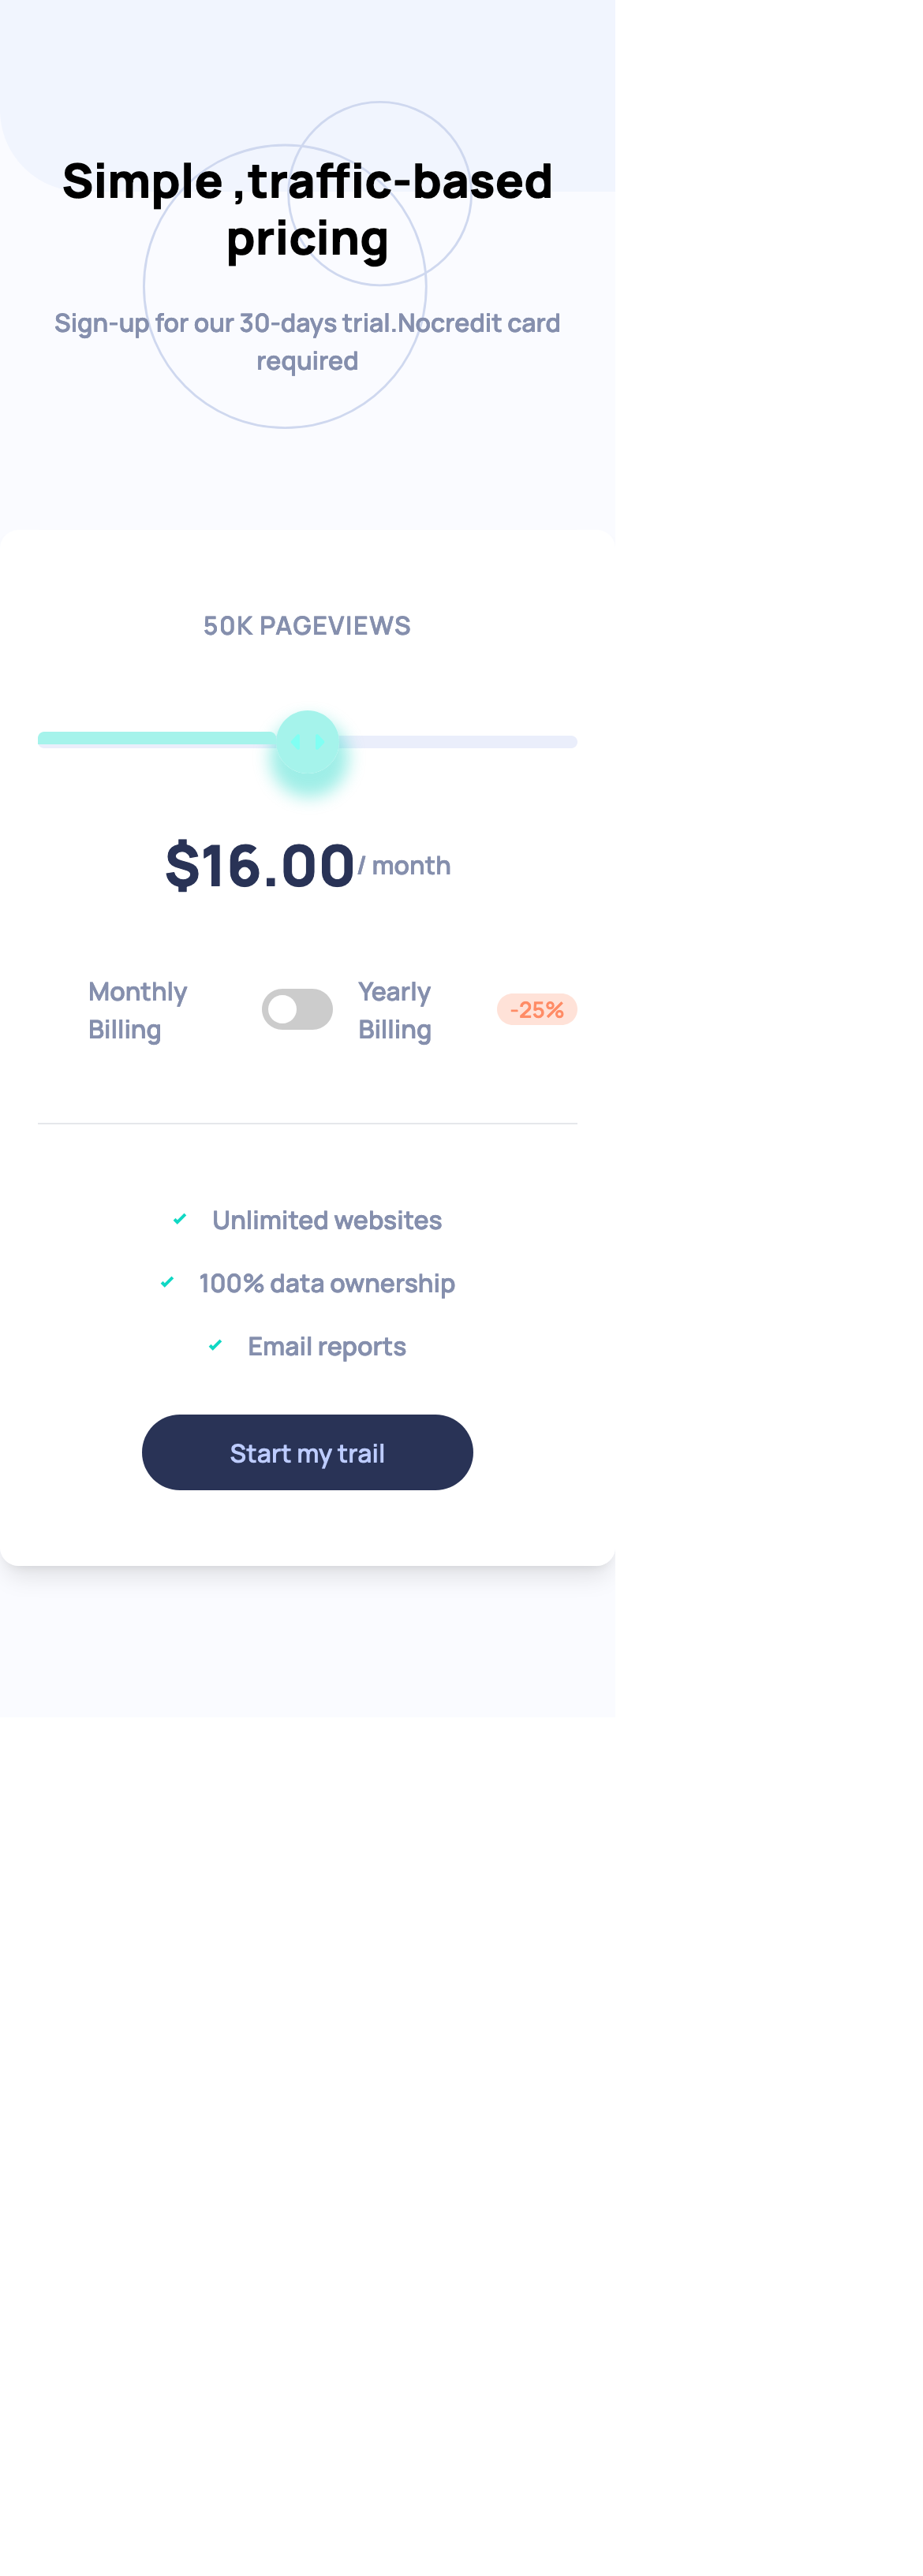 Simple ,traffic-based
pricing
Sign-up for our 30-days trial.Nocredit card
required
50K PAGEVIEWS
$16.00/ month
Monthly
Billing
Yearly
Billing
-25%
Unlimited websites
100% data ownership
Email reports
Start my trail